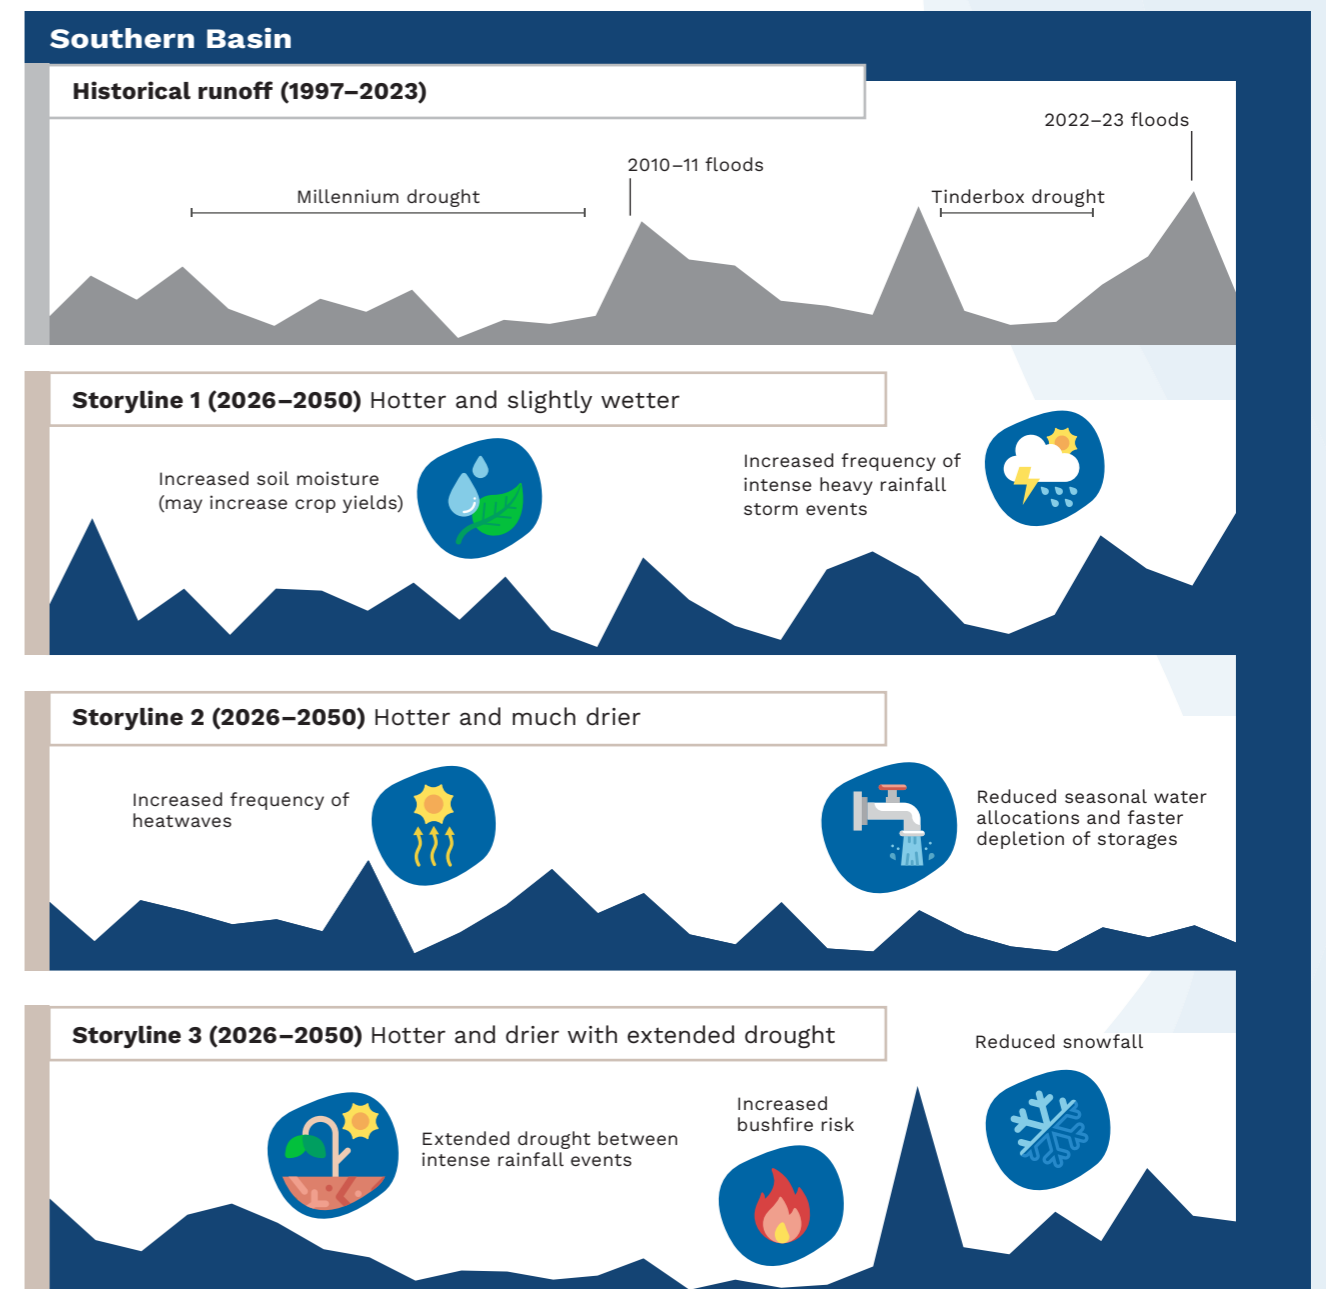 Southern Basin
Historical runoff (1997–2023)
2022–23 floods
2010–11 floods
Millennium drought
Tinderbox drought
Storyline 1 (2026–2050) Hotter and slightly wetter
Increased soil moisture
(may increase crop yields)
Increased frequency of
intense heavy rainfall
storm events
Storyline 2 (2026–2050) Hotter and much drier
Increased frequency of
heatwaves
Reduced seasonal water
allocations and faster
depletion of storages
Storyline 3 (2026–2050) Hotter and drier with extended drought
Reduced snowfall
Increased
bushfire risk
Extended drought between
intense rainfall events